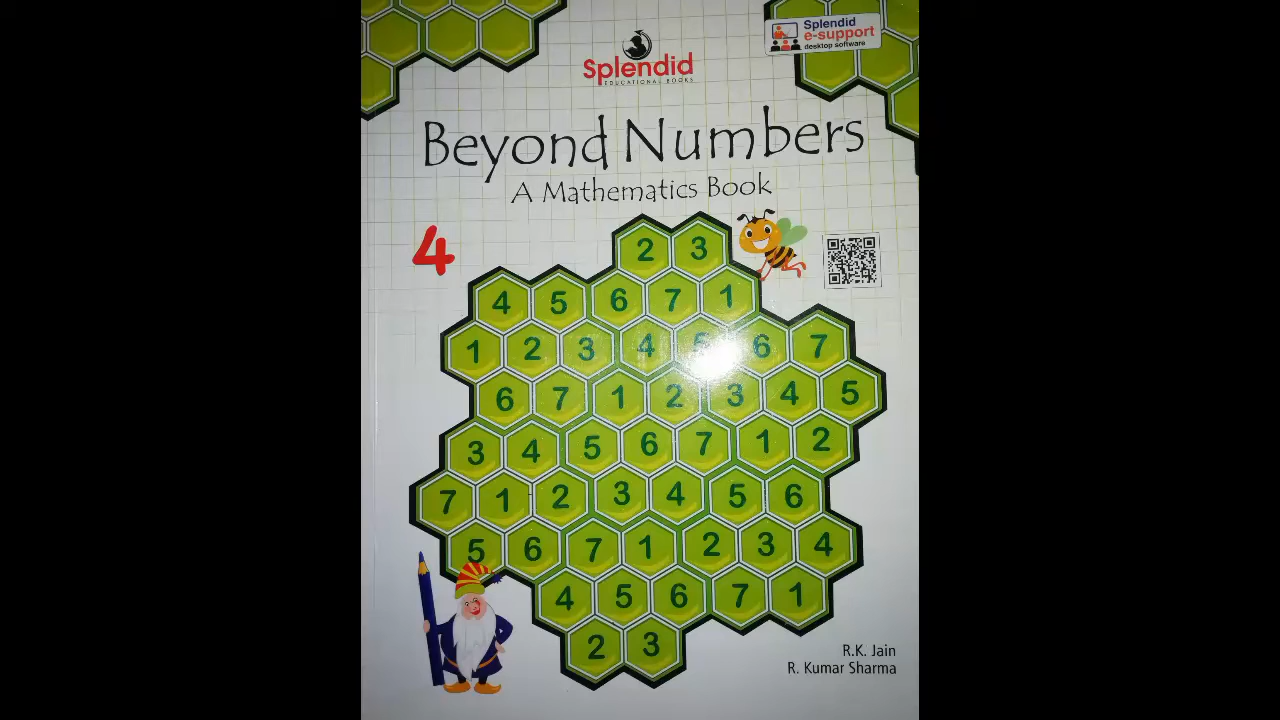 Splendid
e-support
desktop software
Splendid
EDUCATIONAL BOOKS
Beyond Numbers
A Mathematics Book
4
2 3
4 5 6 7 1
1 2 3 4 5 6 7
6 7 1 2 3 4 5
3 4 5 6 7 1 2
7 1 2 3 4 5 6
5 6 7 1 2 3 4
4 5 6 7 1
2 3
R.K. Jain
R. Kumar Sharma